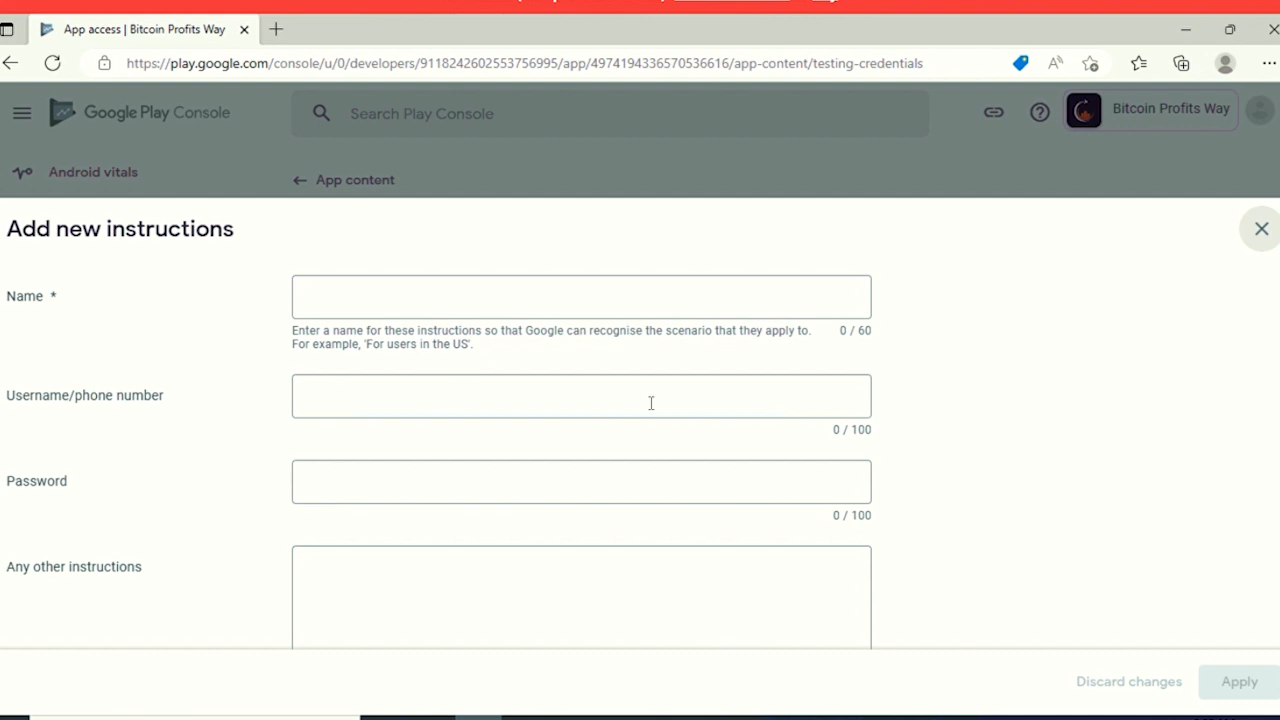 App access | Bitcoin Profits Way
https://play.google.com/console/u/0/developers/9118242602553756995/app/4974194336570536616/app-content/testing-credentials
Google Play Console
Search Play Console
Bitcoin Profits Way
Android vitals
← App content
Add new instructions
Name *
Enter a name for these instructions so that Google can recognise the scenario that they apply to.
0 / 60
For example, 'For users in the US'.
Username/phone number
0 / 100
Password
0 / 100
Any other instructions
Discard changes
Apply